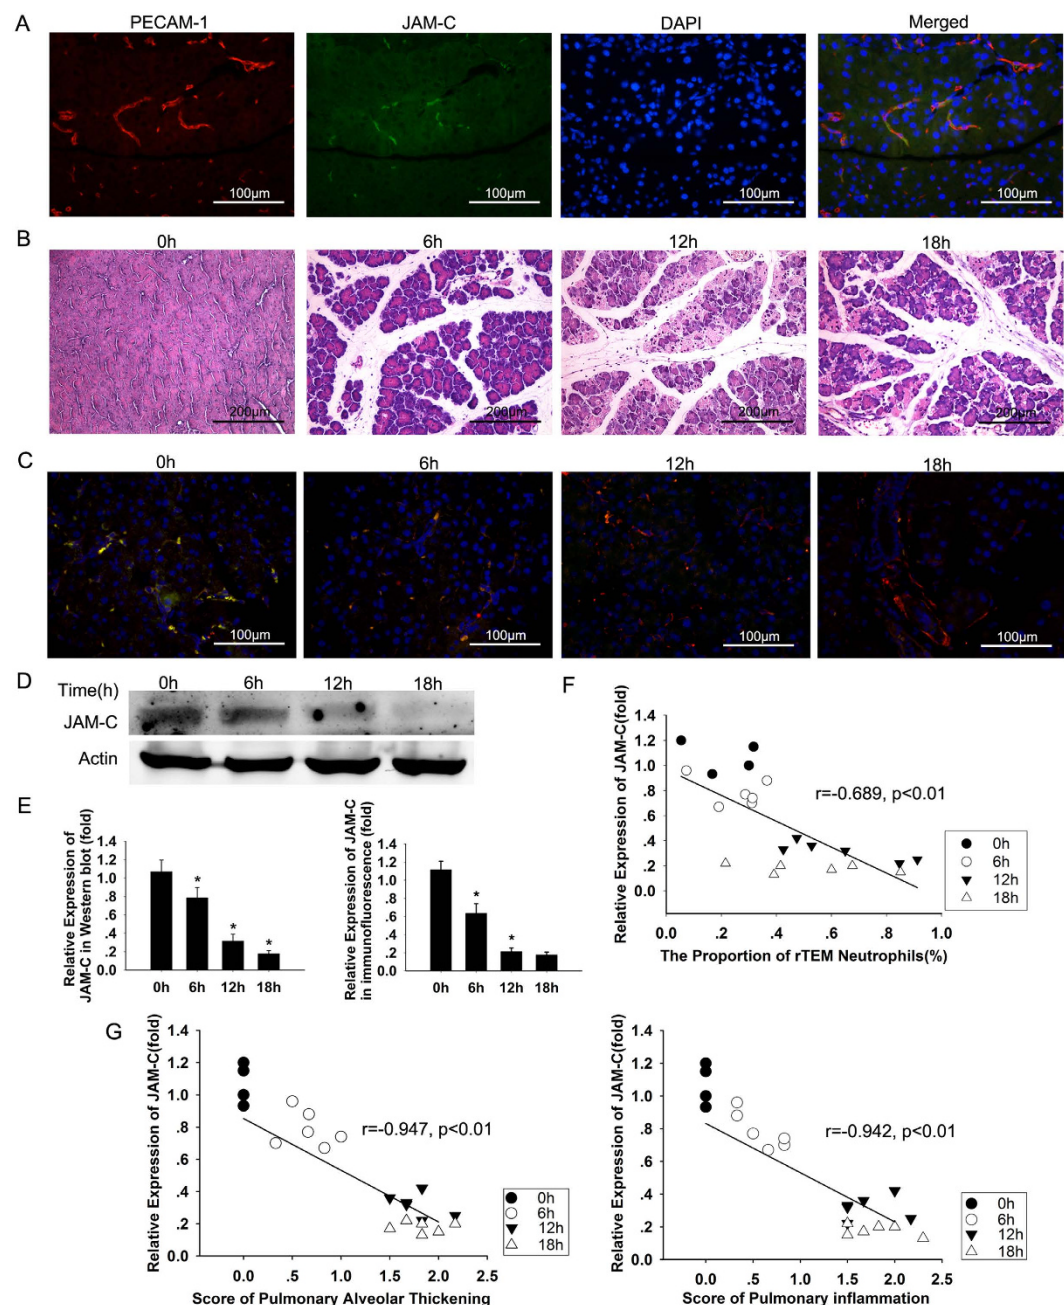 A
PECAM-1 JAM-C DAPI Merged
100μm 100μm 100μm 100μm
B
0h 6h 12h 18h
200μm 200μm 200μm 200μm
C
0h 6h 12h 18h
100μm 100μm 100μm 100μm
D
Time(h) 0h 6h 12h 18h
JAM-C
Actin
E
Relative Expression of
JAM-C in Western blot (fold)
1.4
1.2
1.0
.8
.6
.4
.2
.0
* * *
0h 6h 12h 18h
Relative Expression of JAM-C
in immunofluorescence (fold)
1.4
1.2
1.0
.8
.6
.4
.2
.0
* *
0h 6h 12h 18h
F
Relative Expression of JAM-C(fold)
1.4
1.2
1.0
.8
.6
.4
.2
0.0
r=-0.689, p<0.01
0h
6h
12h
18h
0.0 .2 .4 .6 .8 1.0
The Proportion of rTEM Neutrophils(%)
G
Relative Expression of JAM-C(fold)
1.4
1.2
1.0
.8
.6
.4
.2
0.0
r=-0.947, p<0.01
0h
6h
12h
18h
0.0 .5 1.0 1.5 2.0 2.5
Score of Pulmonary Alveolar Thickening
Relative Expression of JAM-C(fold)
1.4
1.2
1.0
.8
.6
.4
.2
0.0
r=-0.942, p<0.01
0h
6h
12h
18h
0.0 .5 1.0 1.5 2.0 2.5
Score of Pulmonary inflammation